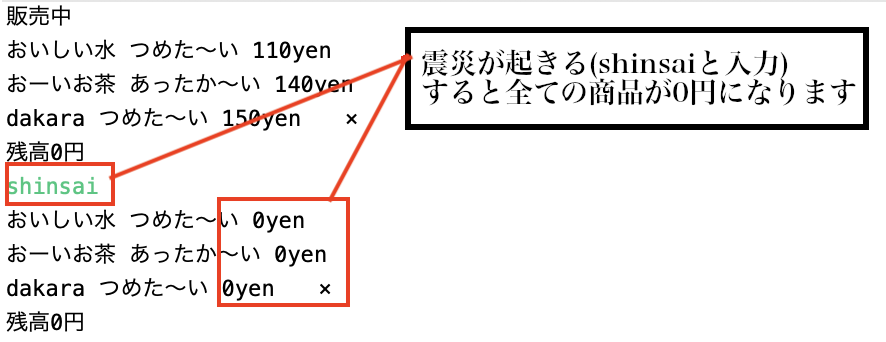 販売中
おいしい水 つめた〜い 110yen
おーいお茶 あったか〜い 140yen
dakara つめた〜い 150yen ×
残高0円
shinsai
おいしい水 つめた〜い 0yen
おーいお茶 あったか〜い 0yen
dakara つめた〜い 0yen ×
残高0円
震災が起きる(shinsaiと入力)
すると全ての商品が0円になります